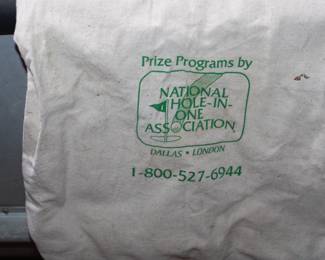 Prize Programs by
NATIONAL
HOLE-IN-
ONE
ASSOCIATION
DALLAS • LONDON
1-800-527-6944